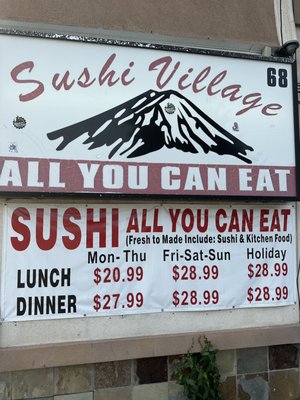 Sushi Village
68
ALL YOU CAN EAT
SUSHI ALL YOU CAN EAT
(Fresh to Made Include: Sushi & Kitchen Food)
Mon-Thu Fri-Sat-Sun Holiday
LUNCH $20.99 $28.99 $28.99
DINNER $27.99 $28.99 $28.99